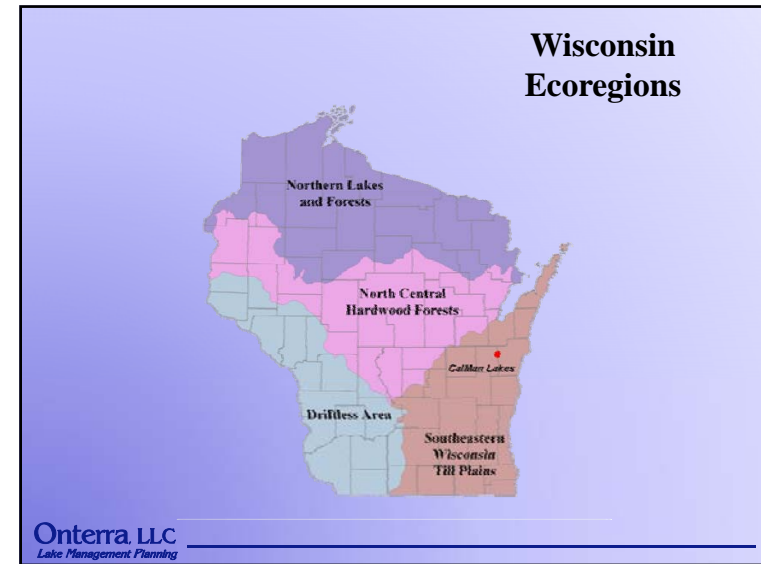 Wisconsin
Ecoregions
Northern Lakes
and Forests
North Central
Hardwood Forests
CalMan Lakes
Driftless Area
Southeastern
Wisconsin
Till Plains
Onterra, LLC
Lake Management Planning